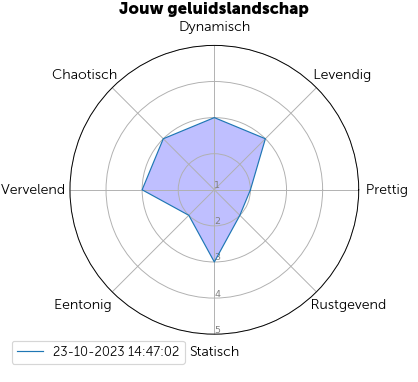 Jouw geluidslandschap
Dynamisch
Chaotisch
Levendig
Vervelend
1
Prettig
2
3
4
Eentonig
Rustgevend
5
23-10-2023 14:47:02
Statisch